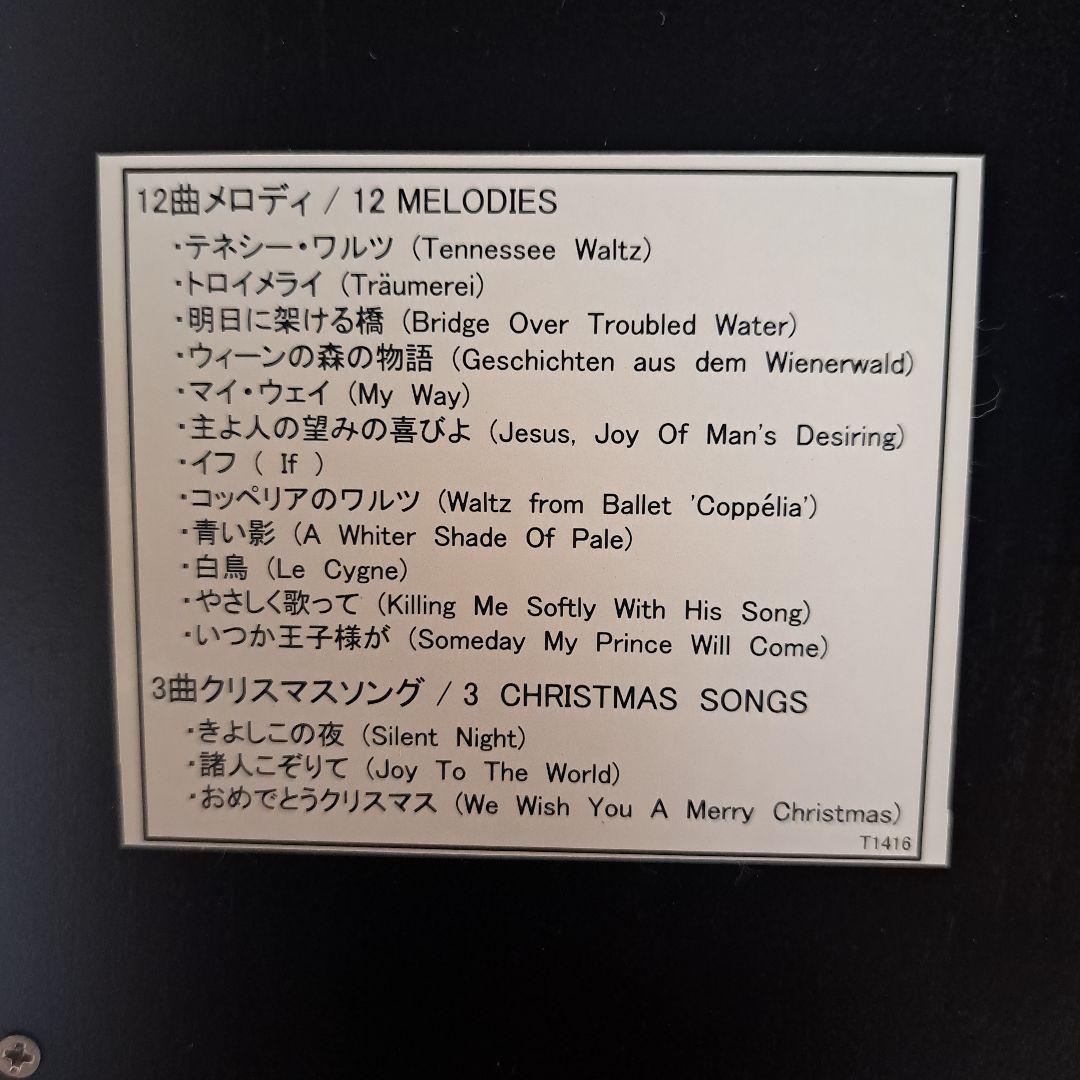 12曲メロディ / 12 MELODIES
・テネシー・ワルツ (Tennessee Waltz)
・トロイメライ (Träumerei)
・明日に架ける橋 (Bridge Over Troubled Water)
・ウィーンの森の物語 (Geschichten aus dem Wienerwald)
・マイ・ウェイ (My Way)
・主よ人の望みの喜びよ (Jesus, Joy Of Man's Desiring)
・イフ ( If )
・コッペリアのワルツ (Waltz from Ballet 'Coppélia')
・青い影 (A Whiter Shade Of Pale)
・白鳥 (Le Cygne)
・やさしく歌って (Killing Me Softly With His Song)
・いつか王子様が (Someday My Prince Will Come)
3曲クリスマスソング / 3 CHRISTMAS SONGS
・きよしこの夜 (Silent Night)
・諸人こぞりて (Joy To The World)
・おめでとうクリスマス (We Wish You A Merry Christmas)
T1416